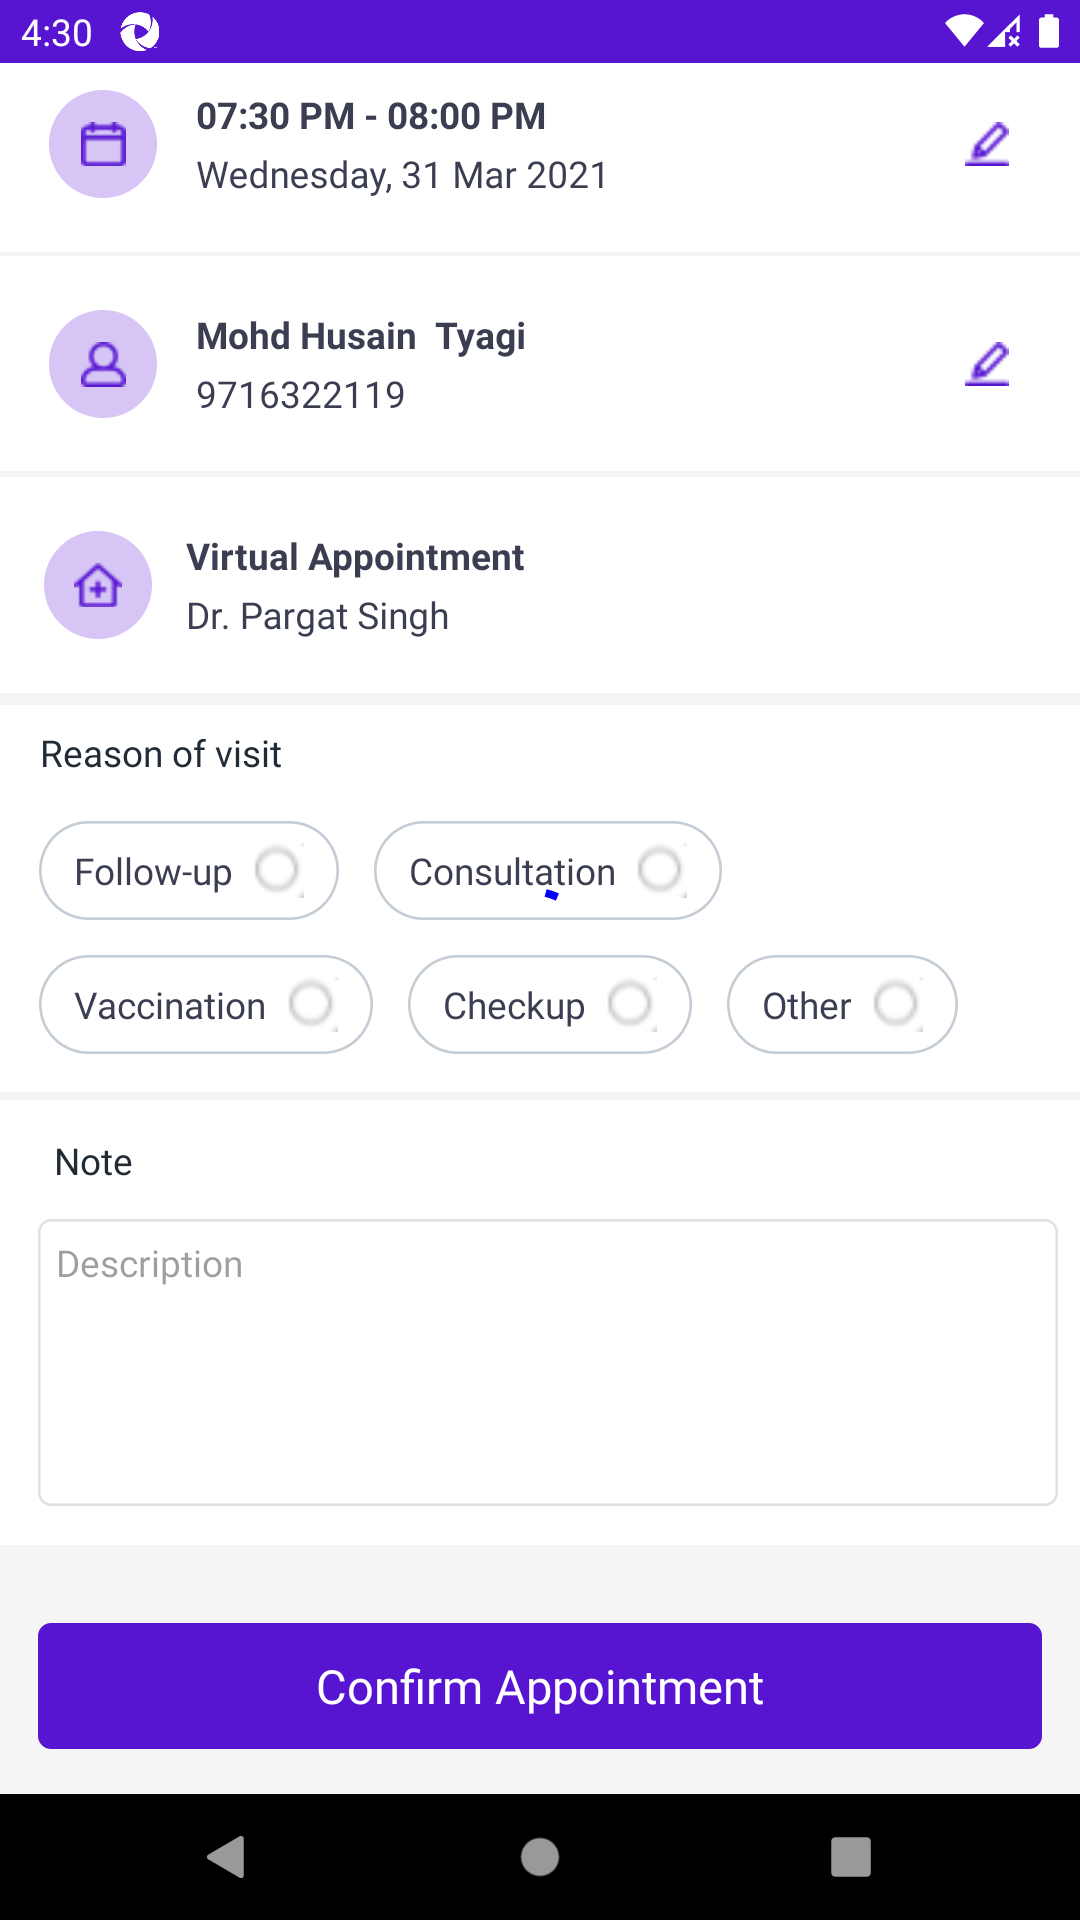 4:30
07:30 PM - 08:00 PM
Wednesday, 31 Mar 2021
Mohd Husain  Tyagi
9716322119
Virtual Appointment
Dr. Pargat Singh
Reason of visit
Follow-up Consultation
Vaccination Checkup Other
Note
Description
Confirm Appointment